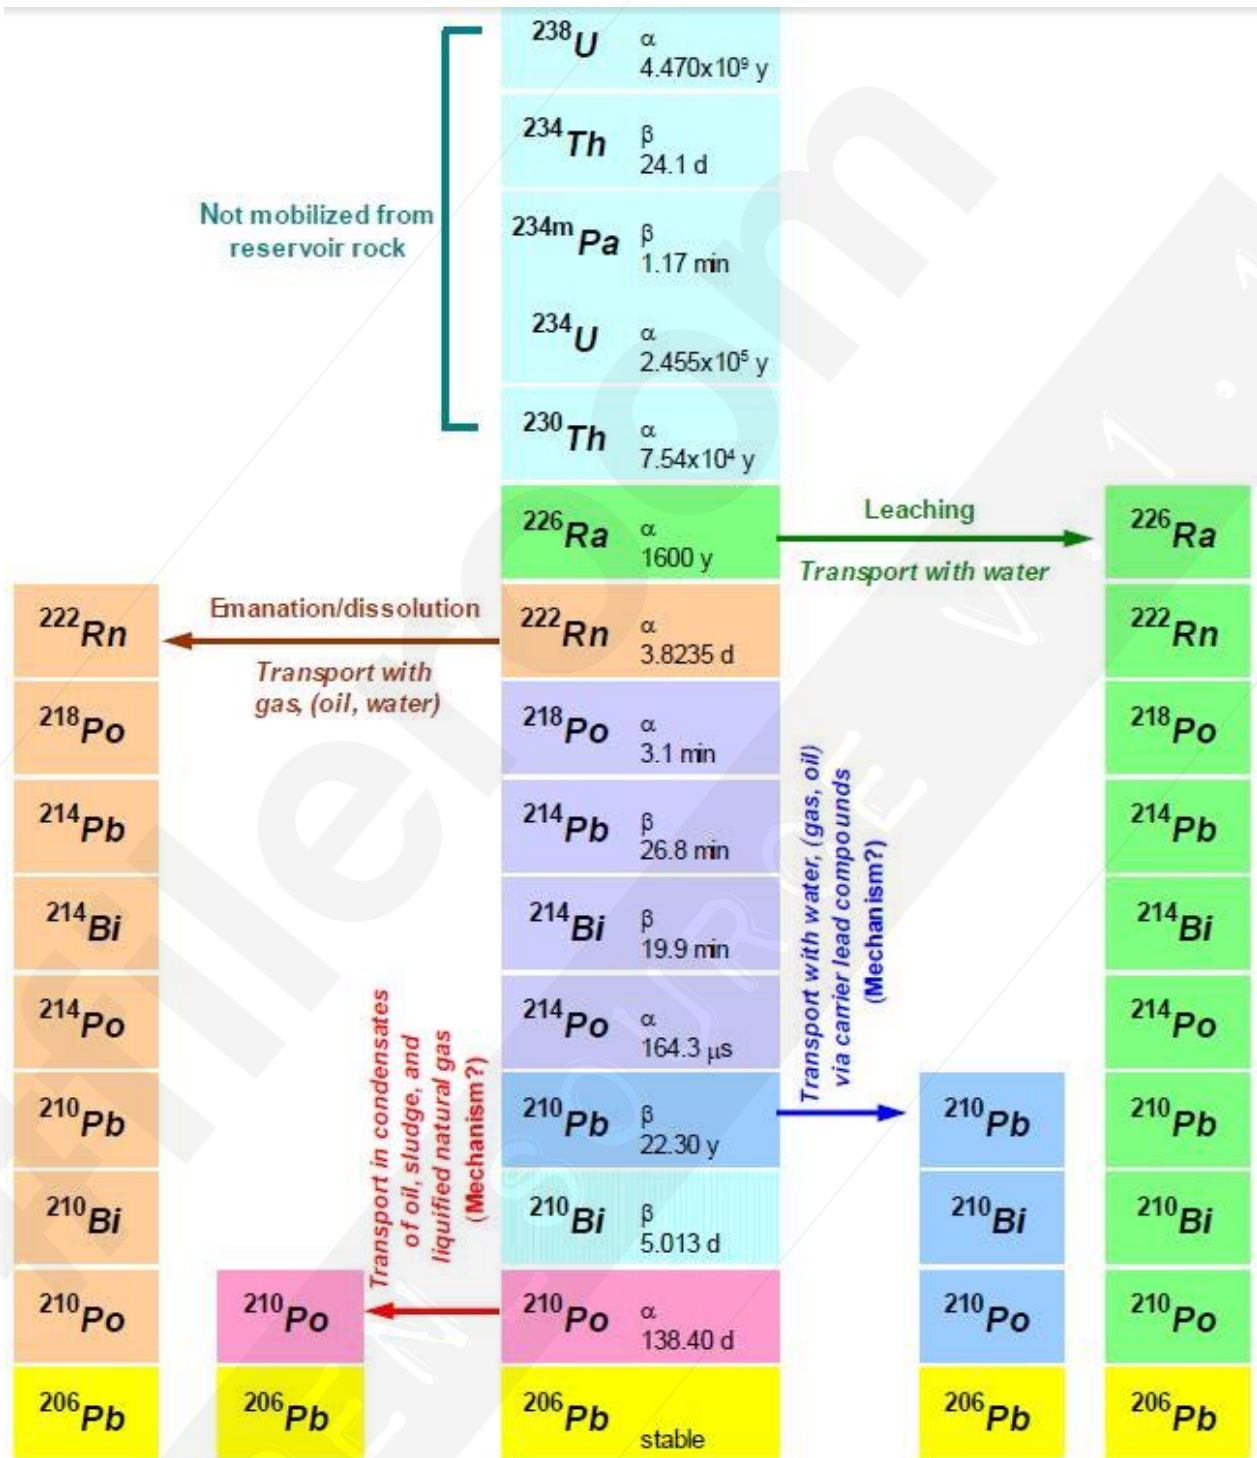 ²³⁸U α
4.470x10⁹ y
²³⁴Th β
24.1 d
Not mobilized from
reservoir rock
²³⁴ᵐPa β
1.17 min
²³⁴U α
2.455x10⁵ y
²³⁰Th α
7.54x10⁴ y
²²⁶Ra α
1600 y
Leaching
Transport with water
²²⁶Ra
²²²Rn
Emanation/dissolution
Transport with
gas, (oil, water)
²²²Rn α
3.8235 d
²²²Rn
²¹⁸Po
²¹⁸Po α
3.1 min
²¹⁸Po
²¹⁴Pb
²¹⁴Pb β
26.8 min
²¹⁴Pb
²¹⁴Bi
²¹⁴Bi β
19.9 min
Transport with water, (gas, oil)
via carrier lead compounds
(Mechanism?)
²¹⁴Bi
²¹⁴Po
Transport in condensates
of oil, sludge, and
liquified natural gas
(Mechanism?)
²¹⁴Po α
164.3 μs
²¹⁴Po
²¹⁰Pb
²¹⁰Pb β
22.30 y
²¹⁰Pb
²¹⁰Pb
²¹⁰Bi
²¹⁰Bi β
5.013 d
²¹⁰Bi
²¹⁰Bi
²¹⁰Po
²¹⁰Po
²¹⁰Po α
138.40 d
²¹⁰Po
²¹⁰Po
²⁰⁶Pb
²⁰⁶Pb
²⁰⁶Pb
stable
²⁰⁶Pb
²⁰⁶Pb